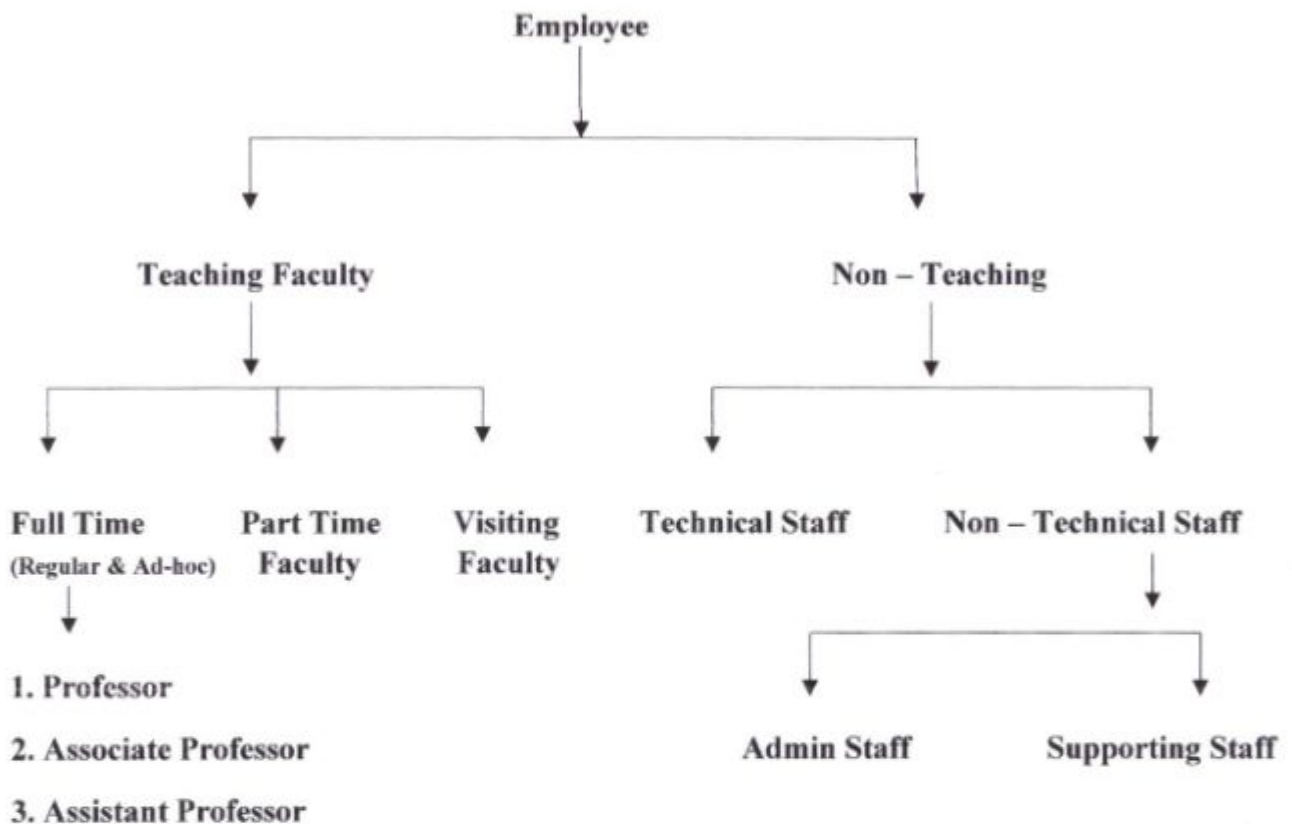 Employee
Teaching Faculty
Non – Teaching
Full Time
(Regular & Ad-hoc)
Part Time
Faculty
Visiting
Faculty
Technical Staff
Non – Technical Staff
1. Professor
2. Associate Professor
3. Assistant Professor
Admin Staff
Supporting Staff